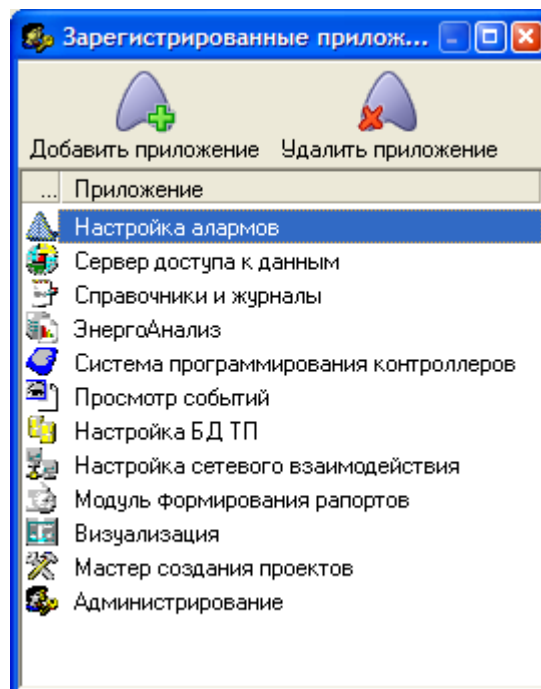 Зарегистрированные прилож...
Добавить приложение Удалить приложение
... Приложение
Настройка алармов
Сервер доступа к данным
Справочники и журналы
ЭнергоАнализ
Система программирования контроллеров
Просмотр событий
Настройка БД ТП
Настройка сетевого взаимодействия
Модуль формирования рапортов
Визуализация
Мастер создания проектов
Администрирование